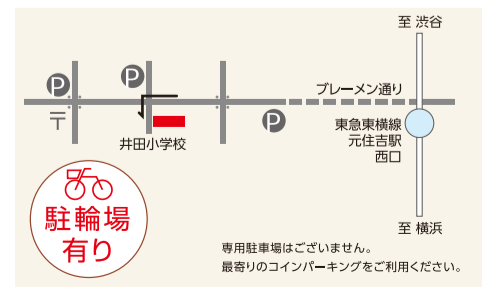 至 渋谷
P
P
ブレーメン通り
〒
P
東急東横線
元住吉駅
西口
井田小学校
駐輪場
有り
至 横浜
専用駐車場はございません。
最寄りのコインパーキングをご利用ください。